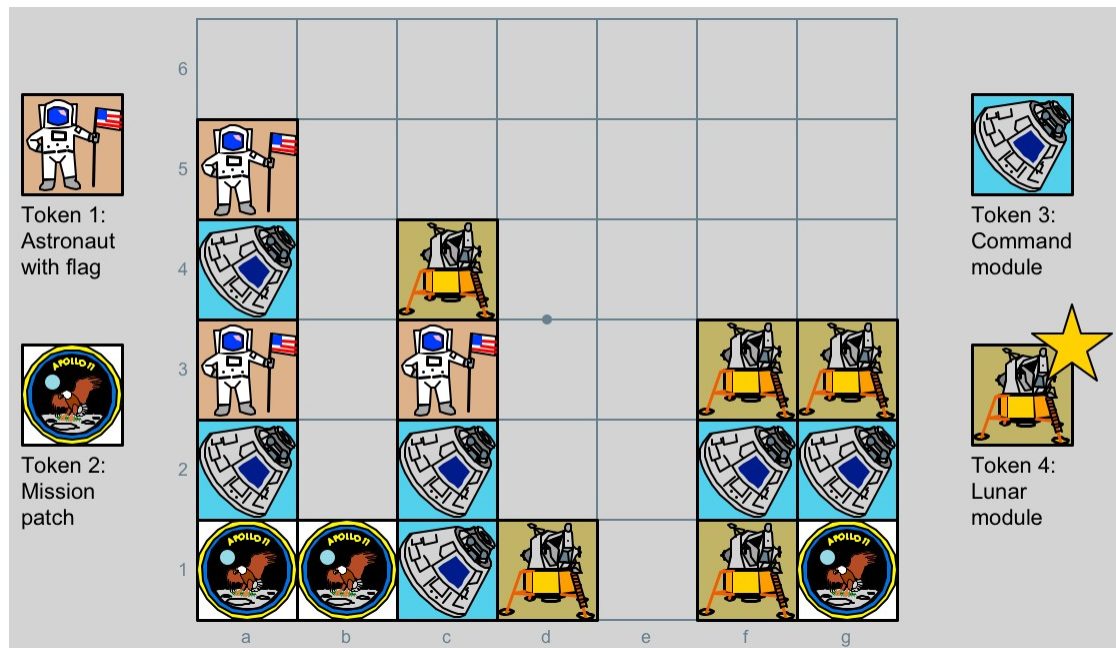 6
5
4
3
2
1
a b c d e f g
Token 1:
Astronaut
with flag
Token 2:
Mission
patch
Token 3:
Command
module
Token 4:
Lunar
module
APOLLO 11
APOLLO 11
APOLLO 11
APOLLO 11